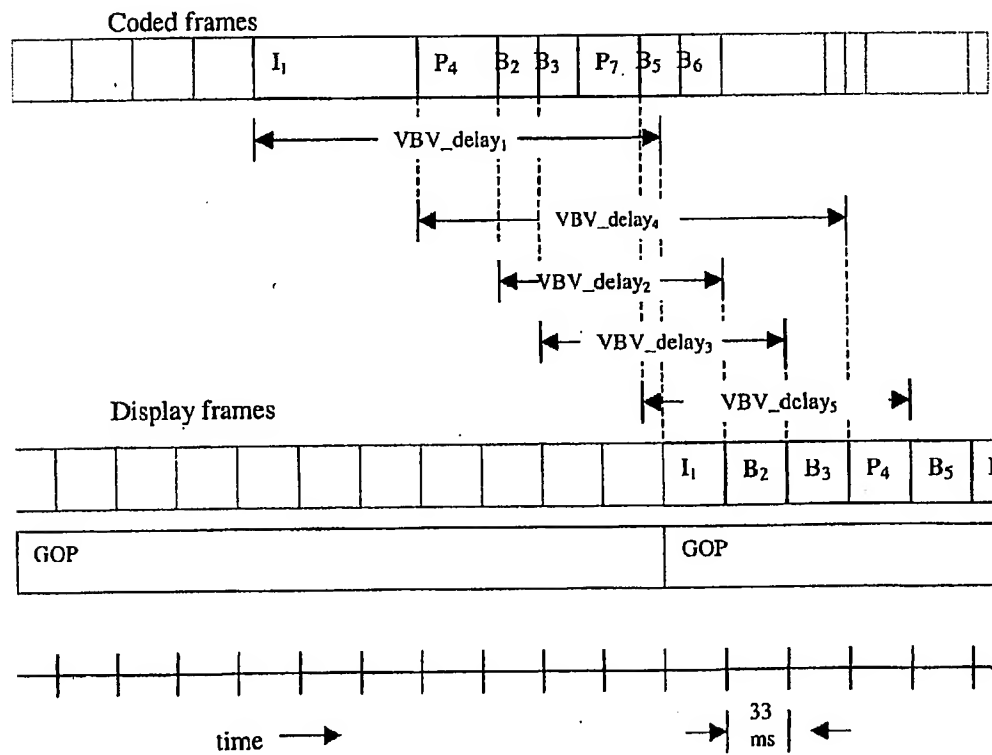 Coded frames
I₁ P₄ B₂ B₃ P₇ B₅ B₆
VBV_delay₁
VBV_delay₄
VBV_delay₂
VBV_delay₃
VBV_delay₅
Display frames
I₁ B₂ B₃ P₄ B₅
GOP GOP
33
time ms